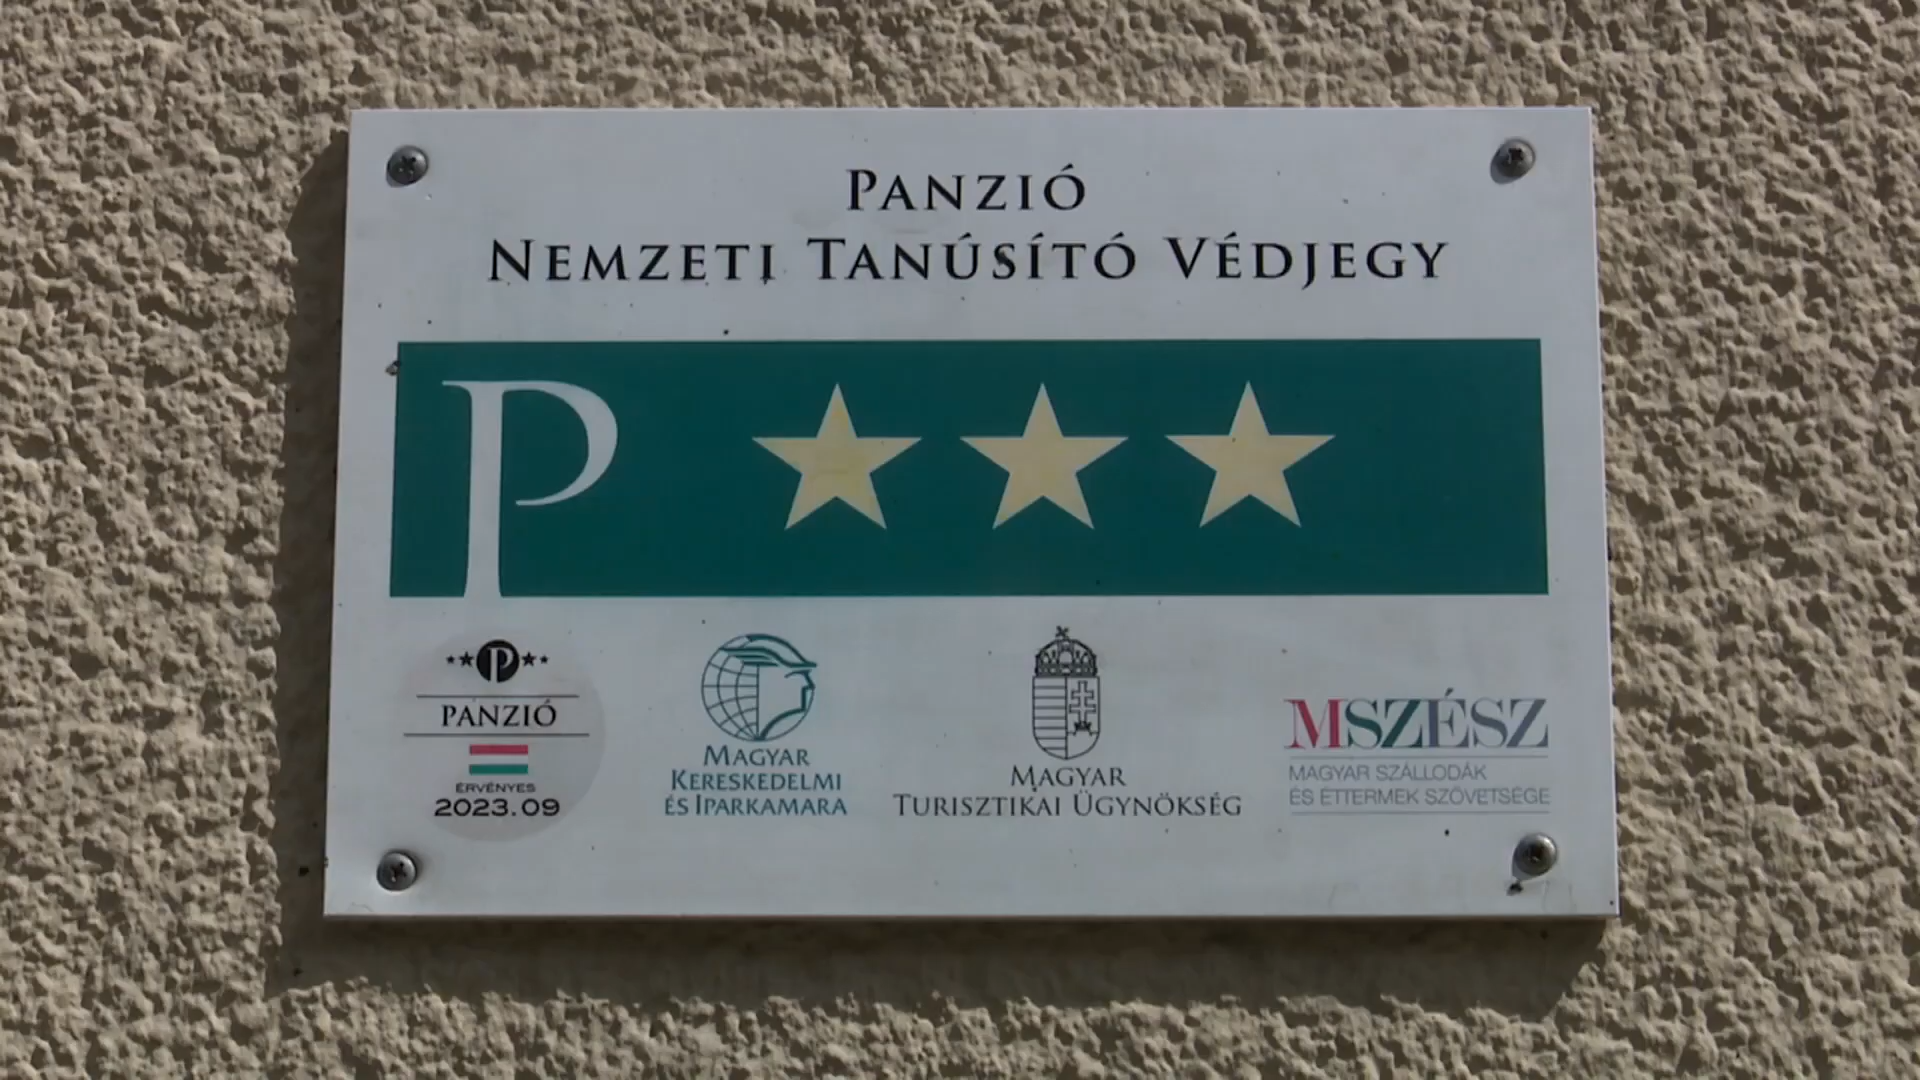 PANZIÓ
NEMZETI TANÚSÍTÓ VÉDJEGY
P
P
PANZIÓ
ÉRVÉNYES
2023.09
MAGYAR
KERESKEDELMI
ÉS IPARKAMARA
MAGYAR
TURISZTIKAI ÜGYNÖKSÉG
MSZÉSZ
MAGYAR SZÁLLODÁK
ÉS ÉTTERMEK SZÖVETSÉGE